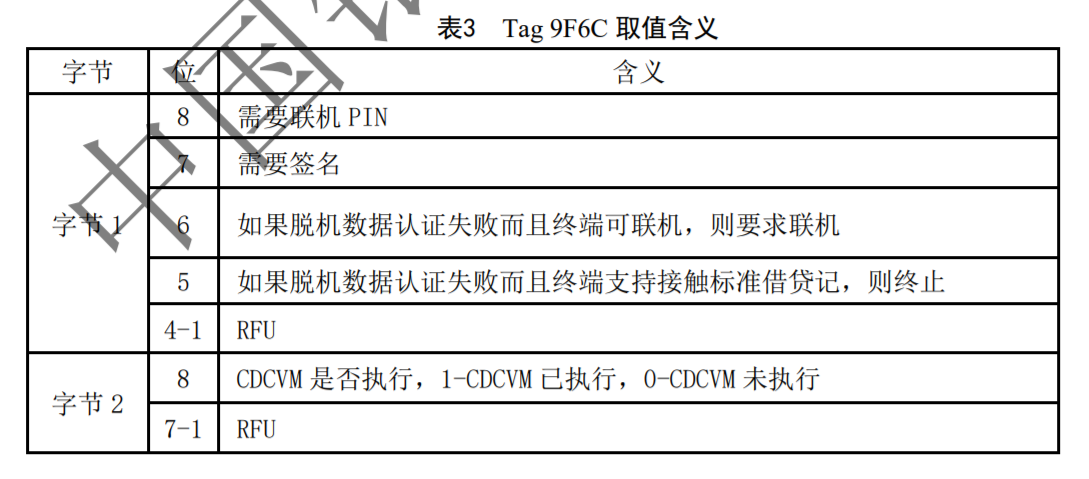 表3 Tag 9F6C 取值含义
字节 位 含义
字节1 8 需要联机 PIN
7 需要签名
6 如果脱机数据认证失败而且终端可联机，则要求联机
5 如果脱机数据认证失败而且终端支持接触标准借贷记，则终止
4-1 RFU
字节2 8 CDCVM 是否执行，1-CDCVM 已执行，0-CDCVM 未执行
7-1 RFU
中国